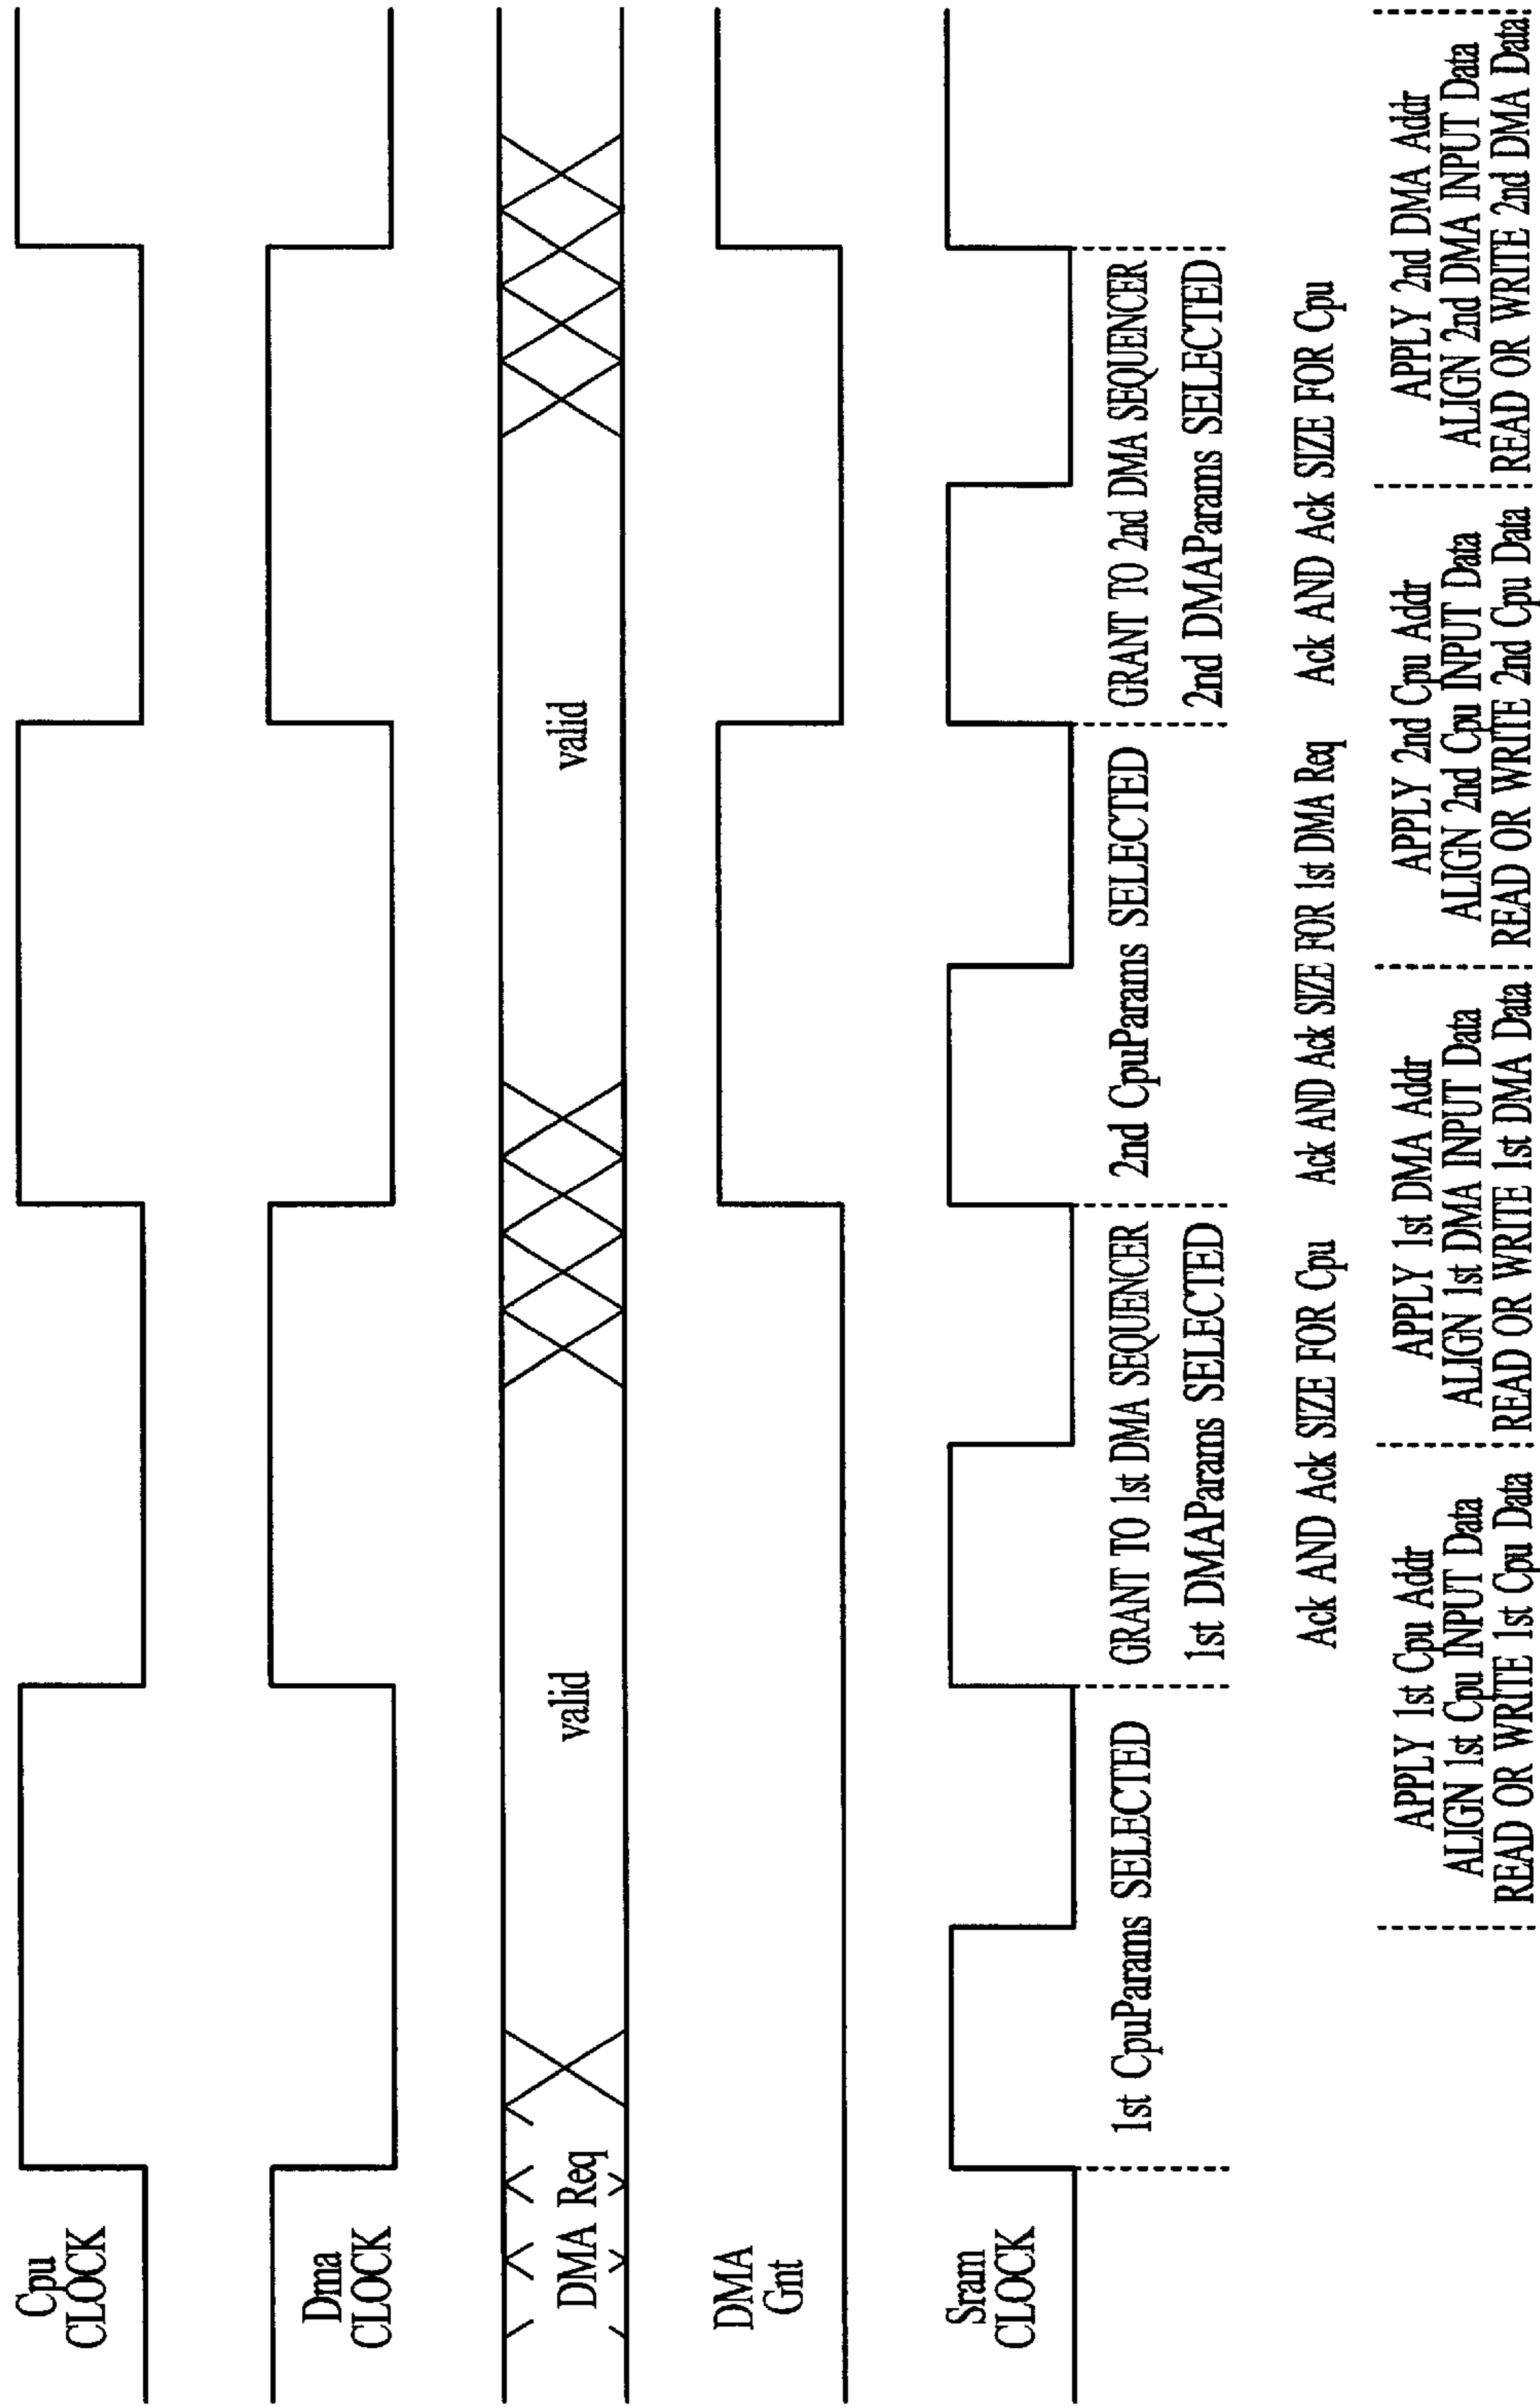 Cpu
CLOCK
Dma
CLOCK
DMA Req
valid
valid
DMA
Gnt
Sram
CLOCK
1st CpuParams SELECTED
GRANT TO 1st DMA SEQUENCER
1st DMAParams SELECTED
2nd CpuParams SELECTED
GRANT TO 2nd DMA SEQUENCER
2nd DMAParams SELECTED
Ack AND Ack SIZE FOR Cpu
Ack AND Ack SIZE FOR 1st DMA Req
Ack AND Ack SIZE FOR Cpu
APPLY 1st Cpu Addr
ALIGN 1st Cpu INPUT Data
READ OR WRITE 1st Cpu Data
APPLY 1st DMA Addr
ALIGN 1st DMA INPUT Data
READ OR WRITE 1st DMA Data
APPLY 2nd Cpu Addr
ALIGN 2nd Cpu INPUT Data
READ OR WRITE 2nd Cpu Data
APPLY 2nd DMA Addr
ALIGN 2nd DMA INPUT Data
READ OR WRITE 2nd DMA Data